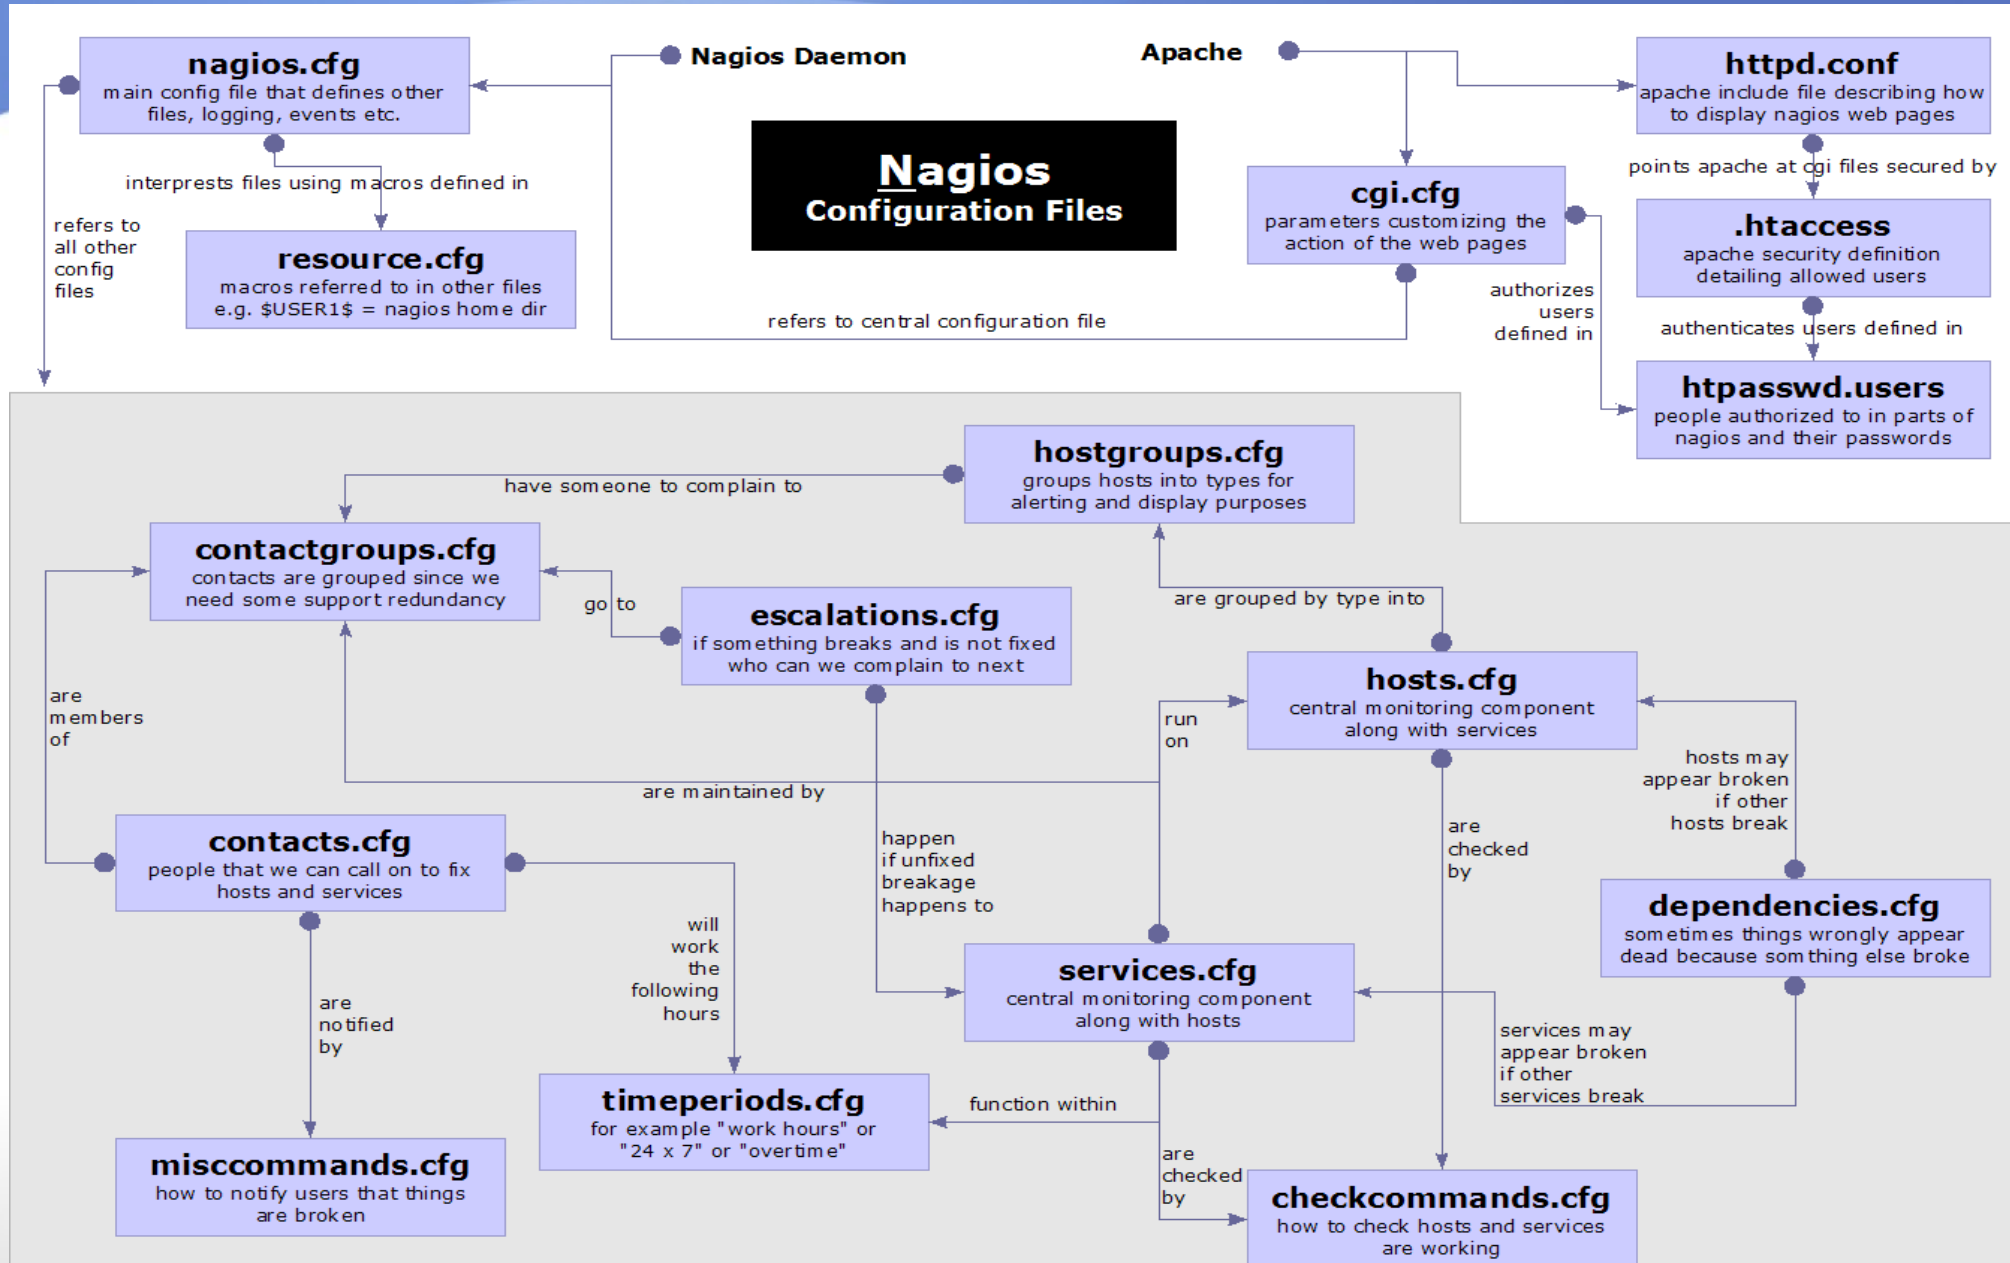 nagios.cfg
main config file that defines other
files, logging, events etc.
Nagios Daemon
Apache
httpd.conf
apache include file describing how
to display nagios web pages
Nagios
Configuration Files
interprests files using macros defined in
points apache at cgi files secured by
cgi.cfg
parameters customizing the
action of the web pages
refers to
all other
config
files
resource.cfg
macros referred to in other files
e.g. $USER1$ = nagios home dir
.htaccess
apache security definition
detailing allowed users
refers to central configuration file
authorizes
users
defined in
authenticates users defined in
htpasswd.users
people authorized to in parts of
nagios and their passwords
hostgroups.cfg
groups hosts into types for
alerting and display purposes
have someone to complain to
contactgroups.cfg
contacts are grouped since we
need some support redundancy
go to
escalations.cfg
if something breaks and is not fixed
who can we complain to next
are grouped by type into
hosts.cfg
central monitoring component
along with services
are
members
of
run
on
are maintained by
hosts may
appear broken
if other
hosts break
contacts.cfg
people that we can call on to fix
hosts and services
happen
if unfixed
breakage
happens to
are
checked
by
dependencies.cfg
sometimes things wrongly appear
dead because somthing else broke
will
work
the
following
hours
services.cfg
central monitoring component
along with hosts
are
notified
by
services may
appear broken
if other
services break
timeperiods.cfg
for example "work hours" or
"24 x 7" or "overtime"
function within
are
checked
by
misccommands.cfg
how to notify users that things
are broken
checkcommands.cfg
how to check hosts and services
are working